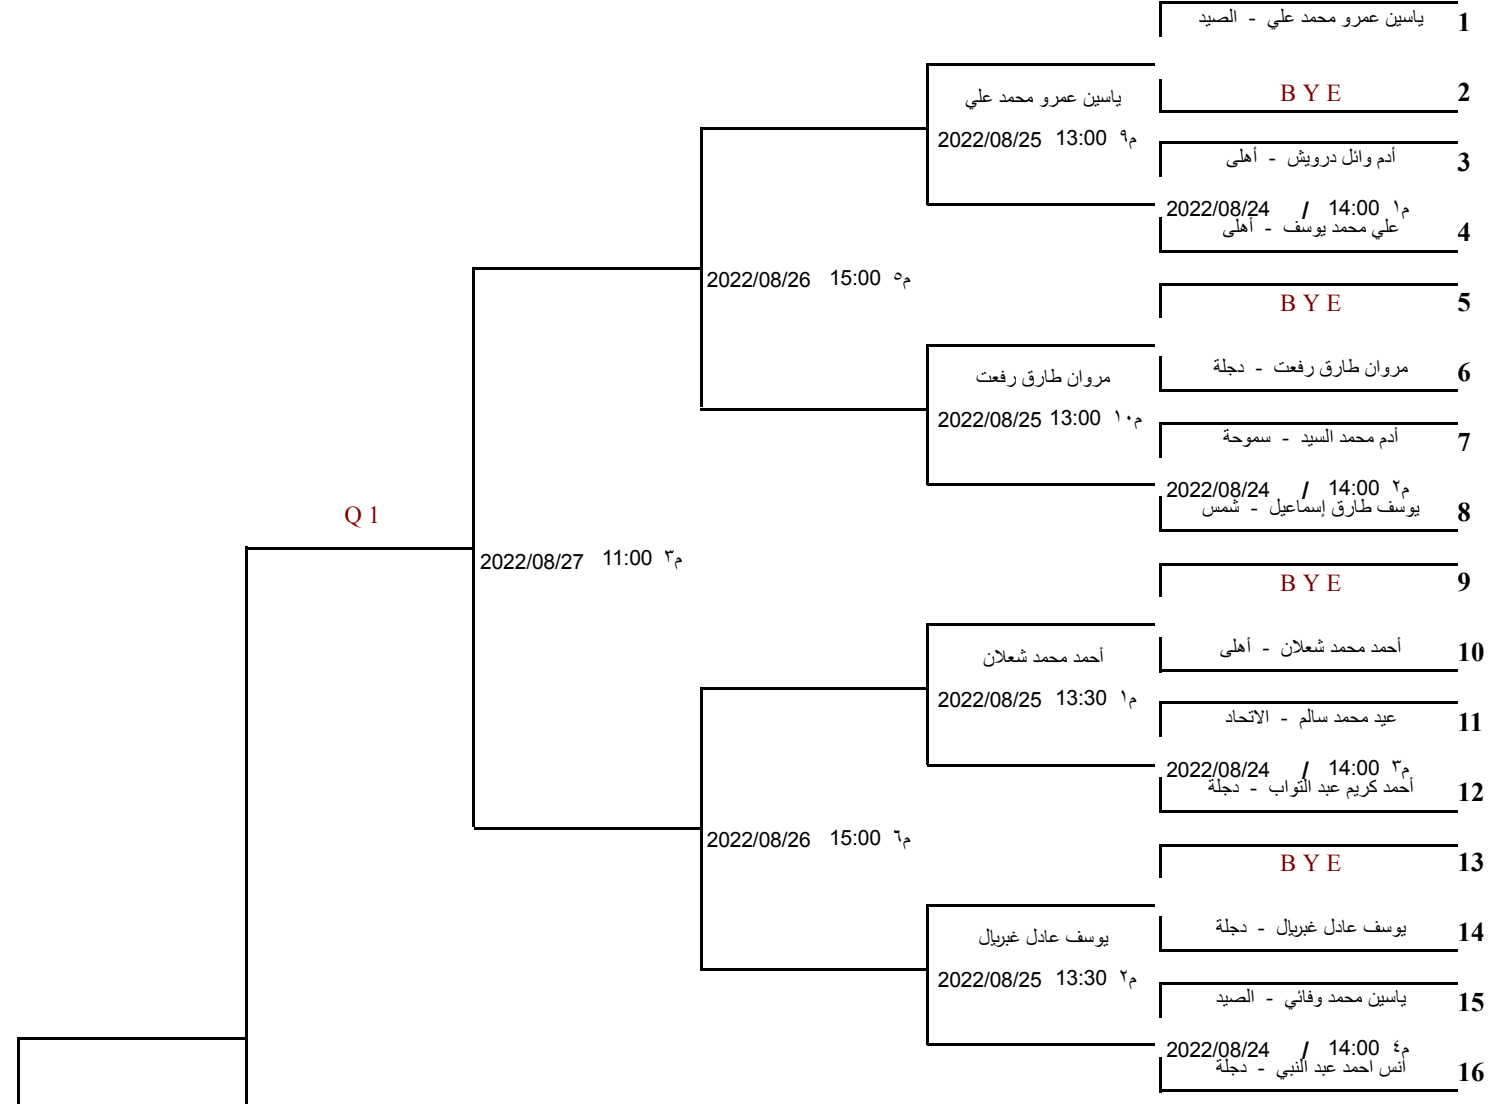 ياسين عمرو محمد علي - الصيد 1
B Y E 2
ياسين عمرو محمد علي
2022/08/25 13:00 م٩
أدم وائل درويش - أهلى 3
2022/08/24 / 14:00 م١
علي محمد يوسف - أهلى 4
2022/08/26 15:00 م٥
B Y E 5
مروان طارق رفعت - دجلة 6
مروان طارق رفعت
2022/08/25 13:00 م١٠
أدم محمد السيد - سموحة 7
2022/08/24 / 14:00 م٢
يوسف طارق إسماعيل - شمس 8
Q 1
2022/08/27 11:00 م٣
B Y E 9
أحمد محمد شعلان - أهلى 10
أحمد محمد شعلان
2022/08/25 13:30 م١
عيد محمد سالم - الاتحاد 11
2022/08/24 / 14:00 م٣
أحمد كريم عبد التواب - دجلة 12
2022/08/26 15:00 م٦
B Y E 13
يوسف عادل غبريال - دجلة 14
يوسف عادل غبريال
2022/08/25 13:30 م٢
ياسين محمد وفائي - الصيد 15
2022/08/24 / 14:00 م٤
أنس احمد عبد النبي - دجلة 16